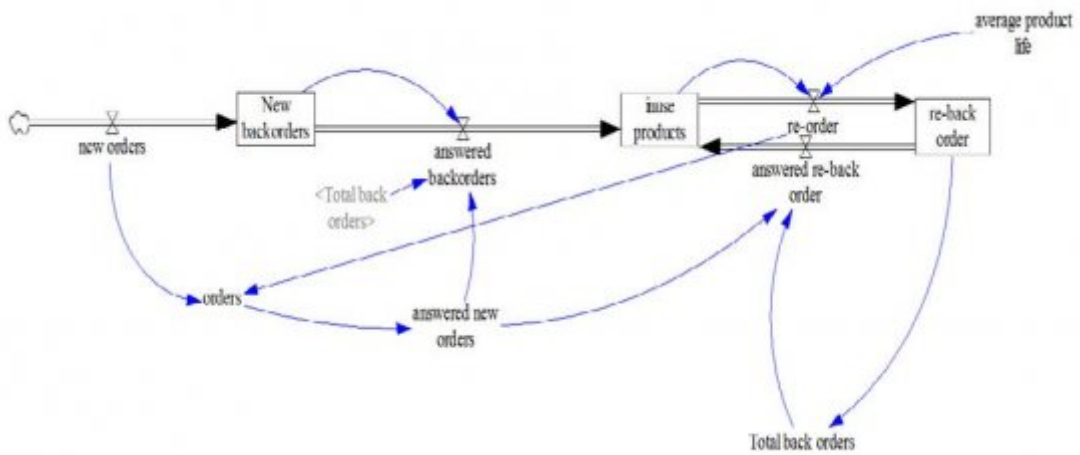 average product
life
New
backorders
inuse
products
re-back
order
new orders
re-order
answered
backorders
answered re-back
order
<Total back
orders>
orders
answered new
orders
Total back orders